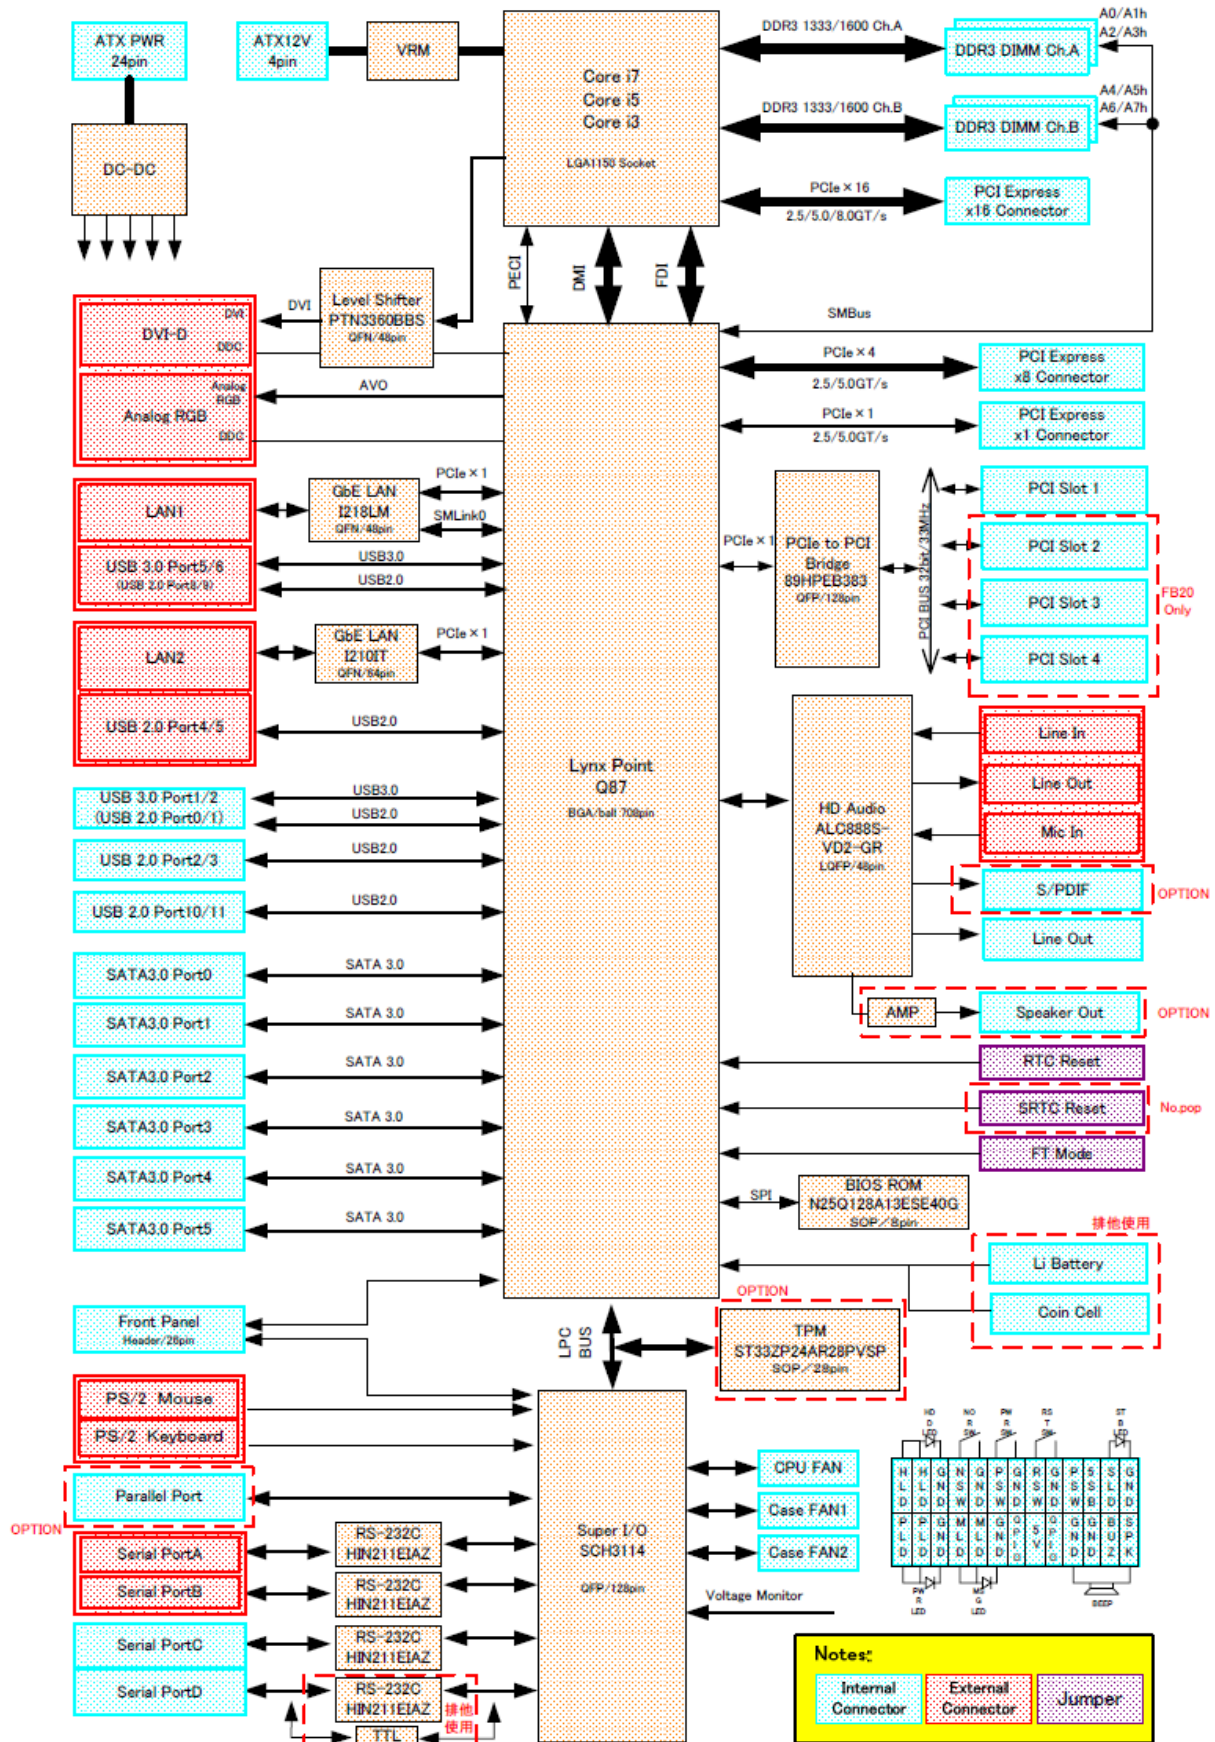 ATX PWR
24pin
ATX12V
4pin
VRM
DC-DC
Core i7
Core i5
Core i3
LGA1150 Socket
DDR3 1333/1600 Ch.A
DDR3 DIMM Ch.A
A0/A1h
A2/A3h
DDR3 1333/1600 Ch.B
DDR3 DIMM Ch.B
A4/A5h
A6/A7h
PCIe×16
2.5/5.0/8.0GT/s
PCI Express
x16 Connector
PECI
DMI
FDI
SMBus
DVI-D
DVI
DDC
DVI
Level Shifter
PTN3360BBS
QFN/48pin
Analog RGB
Analog
RGB
DDC
AVO
PCIe×4
2.5/5.0GT/s
PCI Express
x8 Connector
PCIe×1
2.5/5.0GT/s
PCI Express
x1 Connector
LAN1
GbE LAN
I218LM
QFN/48pin
PCIe×1
SMLink0
USB 3.0 Port5/6
(USB 2.0 Port8/9)
USB3.0
USB2.0
LAN2
GbE LAN
I210IT
QFN/64pin
PCIe×1
USB 2.0 Port4/5
USB2.0
PCIe×1
PCIe to PCI
Bridge
89HPEB383
QFP/128pin
PCI BUS 32bit/33MHz
PCI Slot 1
PCI Slot 2
PCI Slot 3
PCI Slot 4
FB20
Only
Lynx Point
Q87
BGA/ball 708pin
USB 3.0 Port1/2
(USB 2.0 Port0/1)
USB3.0
USB2.0
USB 2.0 Port2/3
USB2.0
USB 2.0 Port10/11
USB2.0
HD Audio
ALC888S-
VD2-GR
LQFP/48pin
Line In
Line Out
Mic In
S/PDIF
OPTION
Line Out
AMP
Speaker Out
OPTION
SATA3.0 Port0
SATA 3.0
SATA3.0 Port1
SATA 3.0
SATA3.0 Port2
SATA 3.0
SATA3.0 Port3
SATA 3.0
SATA3.0 Port4
SATA 3.0
SATA3.0 Port5
SATA 3.0
RTC Reset
SRTC Reset
No.pop
FT Mode
SPI
BIOS ROM
N25Q128A13ESE40G
SOP/8pin
排他使用
Li Battery
Coin Cell
Front Panel
Header/26pin
LPC
BUS
OPTION
TPM
ST33ZP24AR28PVSP
SOP/28pin
PS/2 Mouse
PS/2 Keyboard
Parallel Port
OPTION
Serial PortA
RS-232C
HIN211EIAZ
Serial PortB
RS-232C
HIN211EIAZ
Serial PortC
RS-232C
HIN211EIAZ
Serial PortD
RS-232C
HIN211EIAZ
排他
使用
TTL
Super I/O
SCH3114
QFP/128pin
CPU FAN
Case FAN1
Case FAN2
Voltage Monitor
BEEP
Notes:
Internal
Connector
External
Connector
Jumper